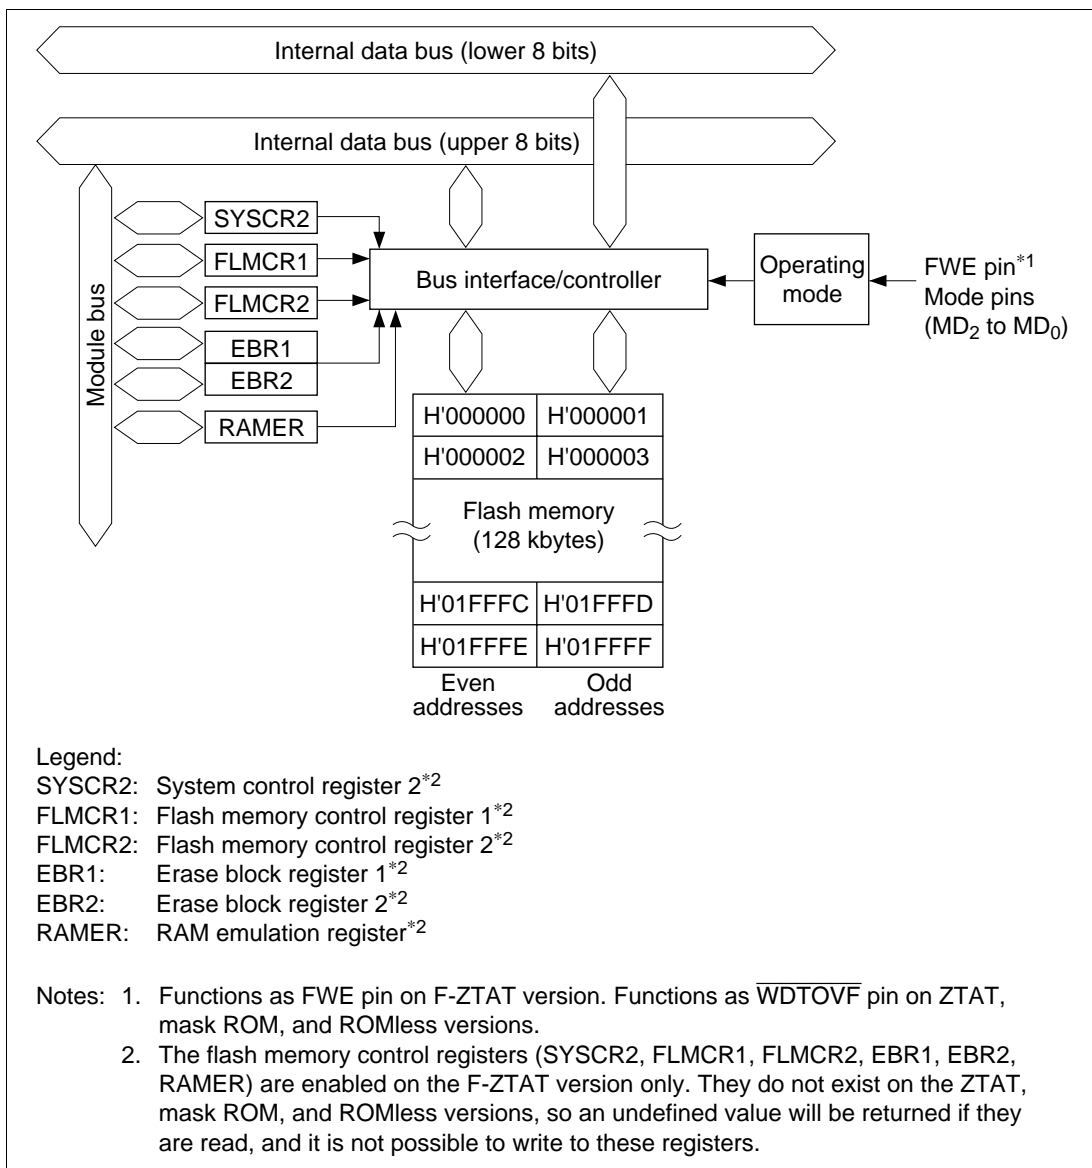 Internal data bus (lower 8 bits)
Internal data bus (upper 8 bits)
Module bus
SYSCR2
FLMCR1
FLMCR2
EBR1
EBR2
RAMER
Bus interface/controller
Operating
mode
FWE pin*1
Mode pins
(MD2 to MD0)
H'000000 H'000001
H'000002 H'000003
Flash memory
(128 kbytes)
H'01FFFC H'01FFFD
H'01FFFE H'01FFFF
Even Odd
addresses addresses
Legend:
SYSCR2: System control register 2*2
FLMCR1: Flash memory control register 1*2
FLMCR2: Flash memory control register 2*2
EBR1: Erase block register 1*2
EBR2: Erase block register 2*2
RAMER: RAM emulation register*2
Notes: 1. Functions as FWE pin on F-ZTAT version. Functions as WDTOVF pin on ZTAT,
mask ROM, and ROMless versions.
2. The flash memory control registers (SYSCR2, FLMCR1, FLMCR2, EBR1, EBR2,
RAMER) are enabled on the F-ZTAT version only. They do not exist on the ZTAT,
mask ROM, and ROMless versions, so an undefined value will be returned if they
are read, and it is not possible to write to these registers.